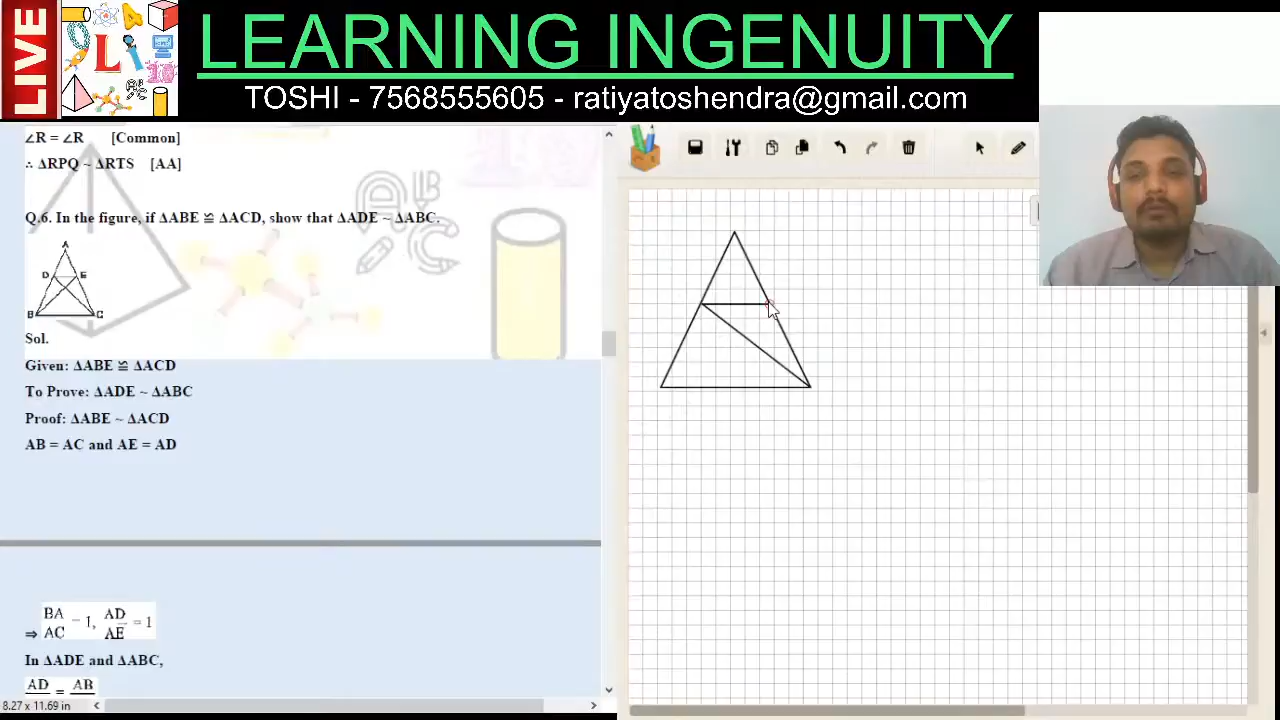 LIVE
L
LEARNING INGENUITY
TOSHI - 7568555605 - ratiyatoshendra@gmail.com
∠R = ∠R [Common]
∴ ΔRPQ ~ ΔRTS [AA]
Q.6. In the figure, if ΔABE ≌ ΔACD, show that ΔADE ~ ΔABC.
A
D E
B C
Sol.
Given: ΔABE ≌ ΔACD
To Prove: ΔADE ~ ΔABC
Proof: ΔABE ~ ΔACD
AB = AC and AE = AD
⇒ BA/AC = 1, AD/AE = 1
In ΔADE and ΔABC,
AD = AB
8.27 x 11.69 in